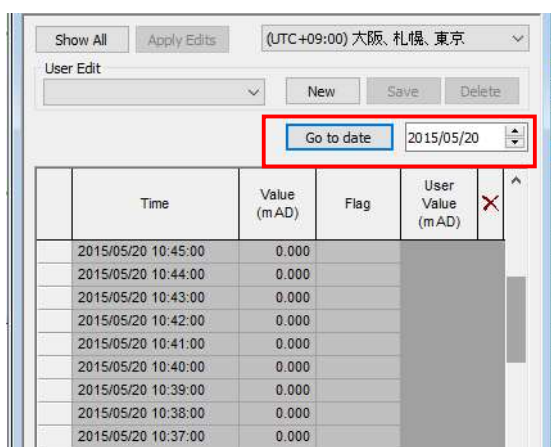 Show All Apply Edits (UTC+09:00) 大阪、札幌、東京
User Edit
New Save Delete
Go to date 2015/05/20
Time Value (mAD) Flag User Value (mAD)
2015/05/20 10:45:00 0.000
2015/05/20 10:44:00 0.000
2015/05/20 10:43:00 0.000
2015/05/20 10:42:00 0.000
2015/05/20 10:41:00 0.000
2015/05/20 10:40:00 0.000
2015/05/20 10:39:00 0.000
2015/05/20 10:38:00 0.000
2015/05/20 10:37:00 0.000